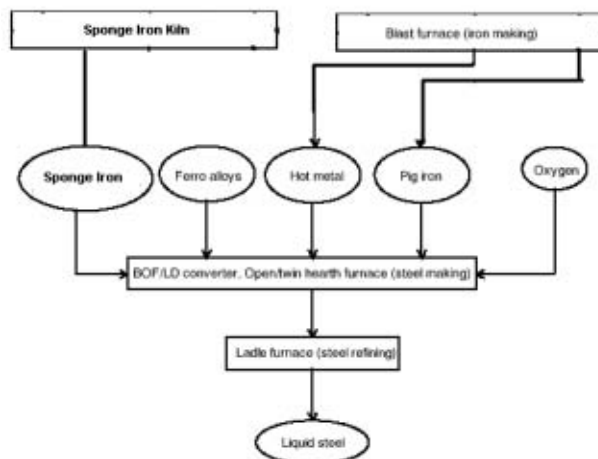 Sponge Iron Kiln
Blast furnace (iron making)
Sponge Iron
Ferro alloys
Hot metal
Pig iron
Oxygen
BOF/LD converter, Open/twin hearth furnace (steel making)
Ladle furnace (steel refining)
Liquid steel